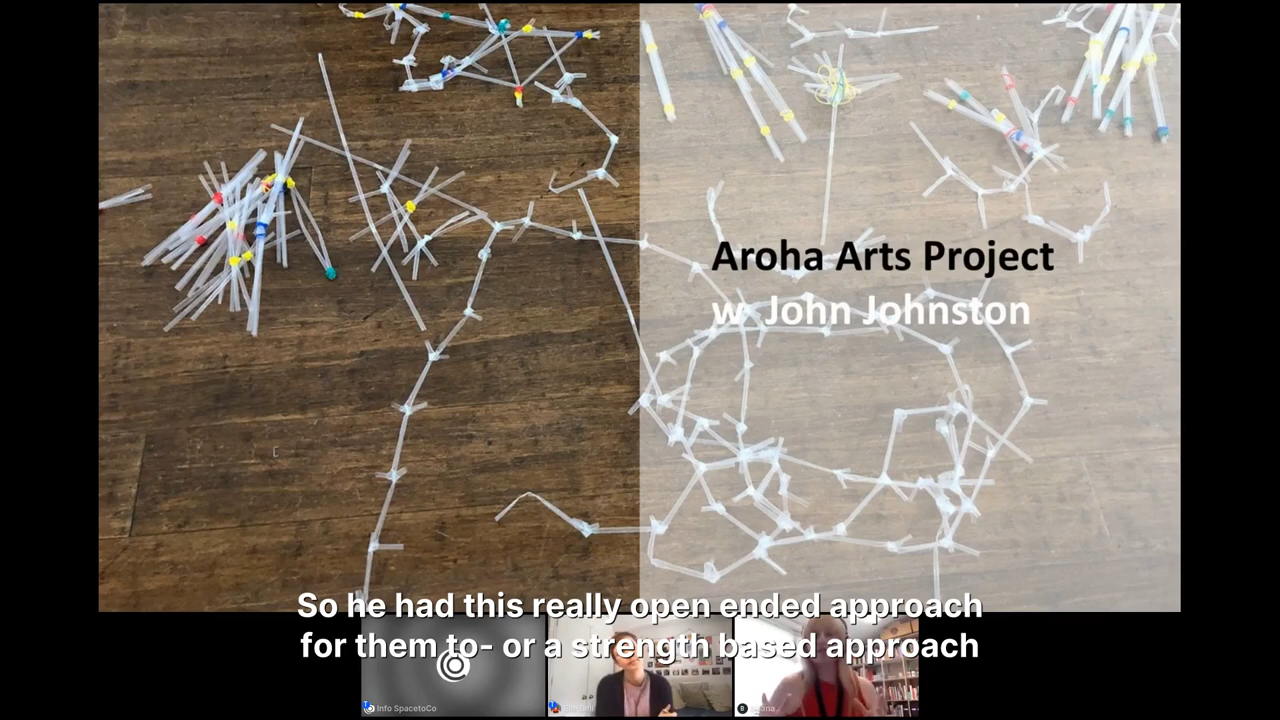 Aroha Arts Project
w John Johnston
So he had this really open ended approach
for them to- or a strength based approach
Info SpacetoCo